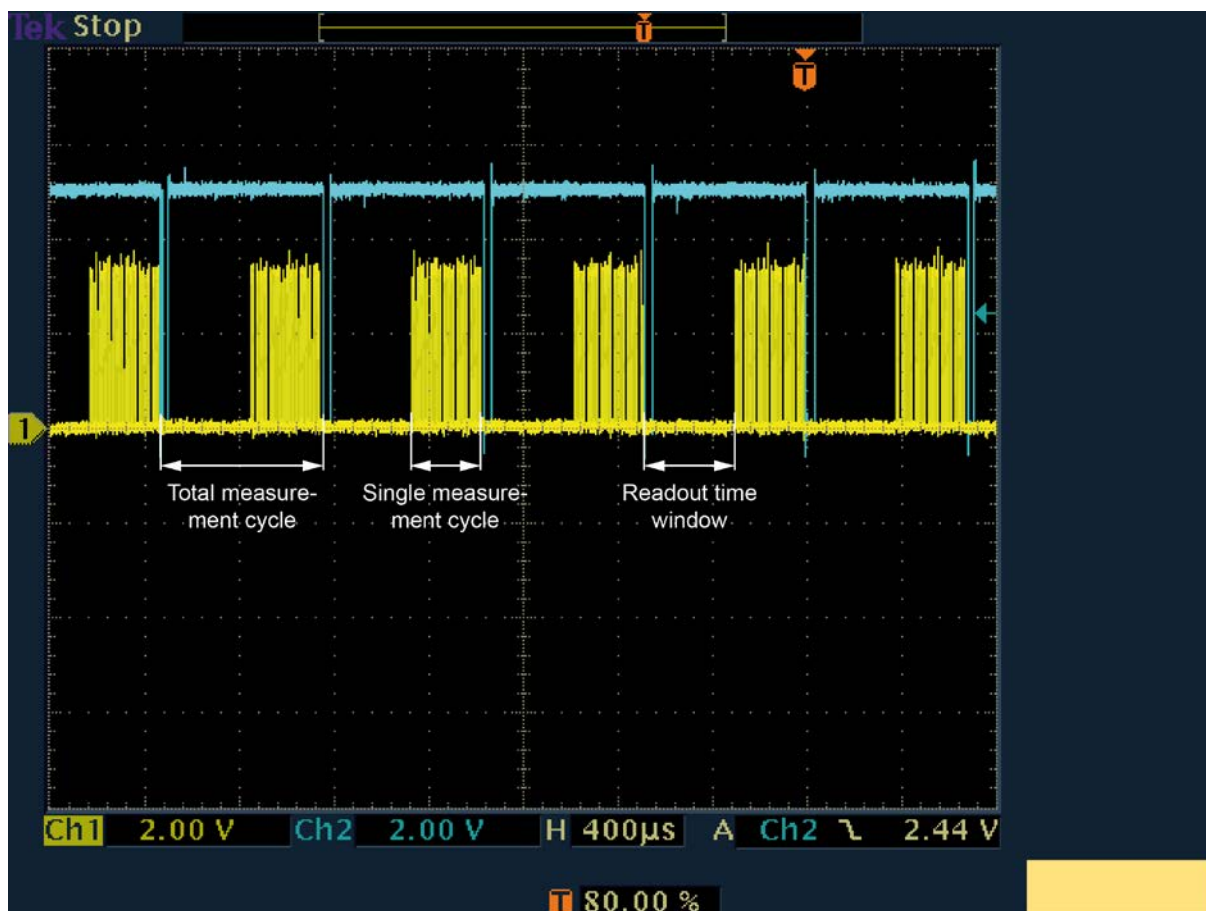 Tek Stop
T
T
1
Total measure-
ment cycle
Single measure-
ment cycle
Readout time
window
Ch1 2.00 V Ch2 2.00 V H 400µs A Ch2 2.44 V
T 80.00 %